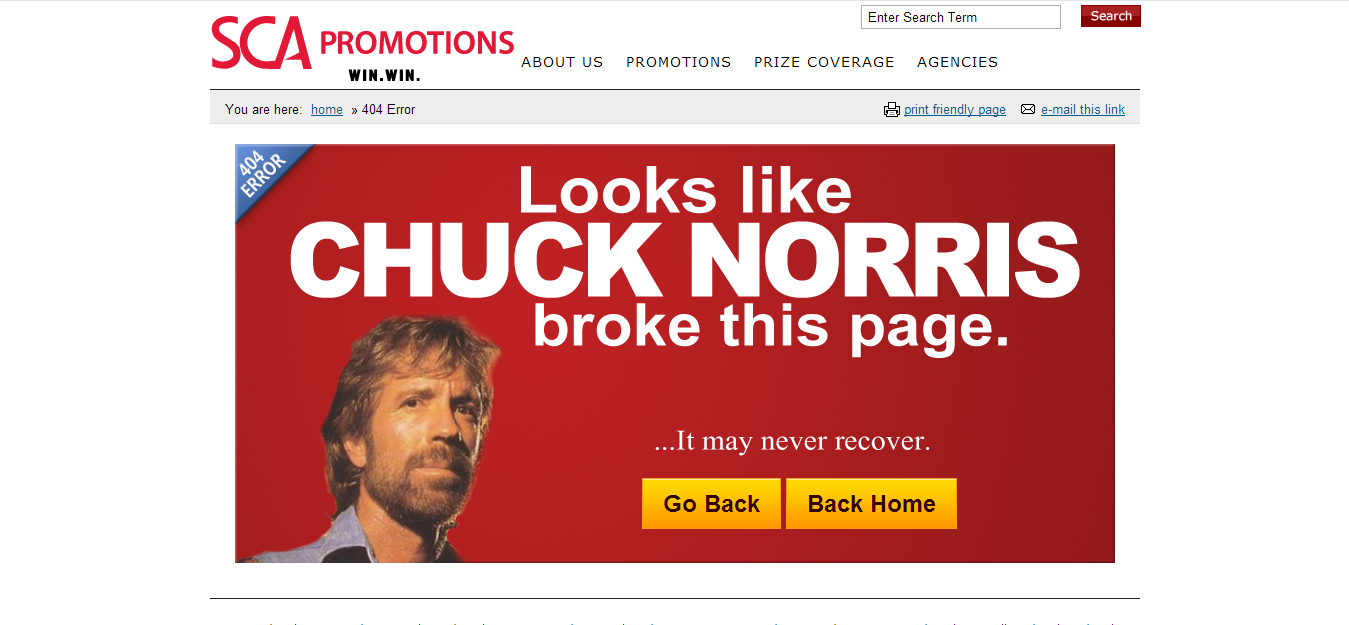 Enter Search Term
Search
SCA PROMOTIONS
WIN.WIN.
ABOUT US PROMOTIONS PRIZE COVERAGE AGENCIES
You are here: home » 404 Error
print friendly page e-mail this link
404
ERROR
Looks like
CHUCK NORRIS
broke this page.
...It may never recover.
Go Back Back Home